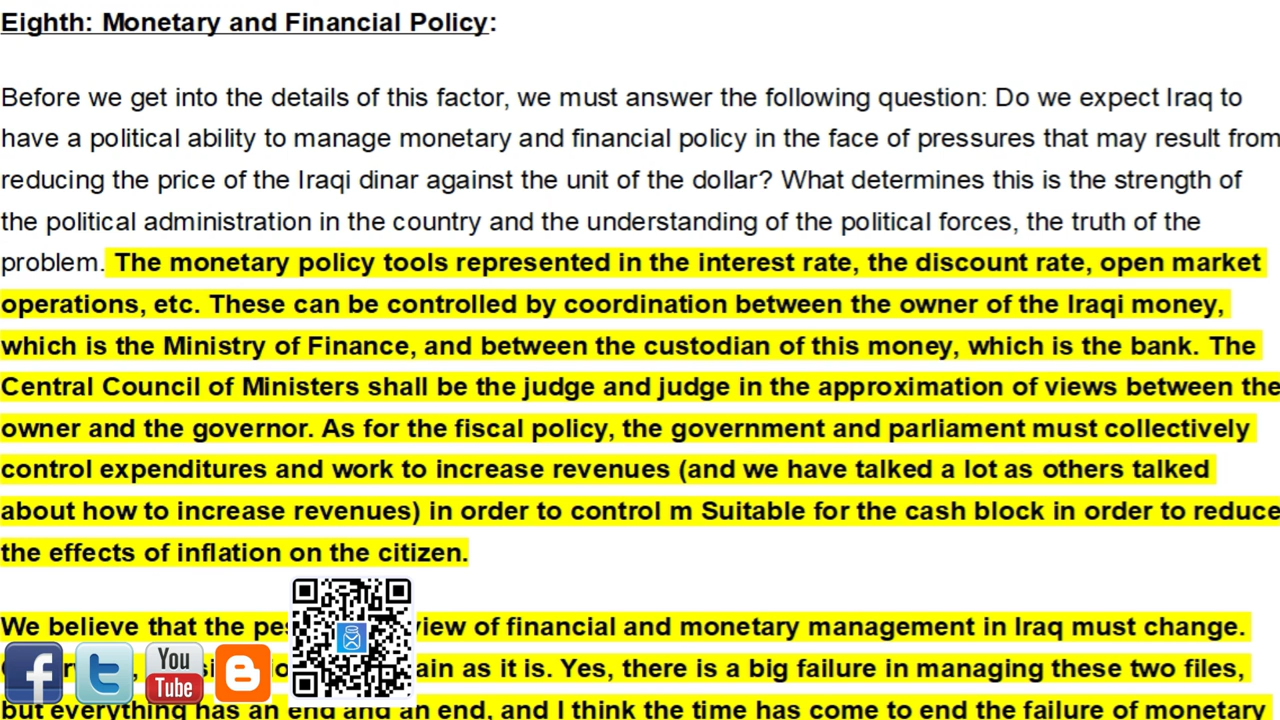 Eighth: Monetary and Financial Policy:
Before we get into the details of this factor, we must answer the following question: Do we expect Iraq to
have a political ability to manage monetary and financial policy in the face of pressures that may result from
reducing the price of the Iraqi dinar against the unit of the dollar? What determines this is the strength of
the political administration in the country and the understanding of the political forces, the truth of the
problem. The monetary policy tools represented in the interest rate, the discount rate, open market
operations, etc. These can be controlled by coordination between the owner of the Iraqi money,
which is the Ministry of Finance, and between the custodian of this money, which is the bank. The
Central Council of Ministers shall be the judge and judge in the approximation of views between the
owner and the governor. As for the fiscal policy, the government and parliament must collectively
control expenditures and work to increase revenues (and we have talked a lot as others talked
about how to increase revenues) in order to control m Suitable for the cash block in order to reduce
the effects of inflation on the citizen.
We believe that the view of financial and monetary management in Iraq must change.
as it is. Yes, there is a big failure in managing these two files,
but everything has an end and an end, and I think the time has come to end the failure of monetary
You
Tube